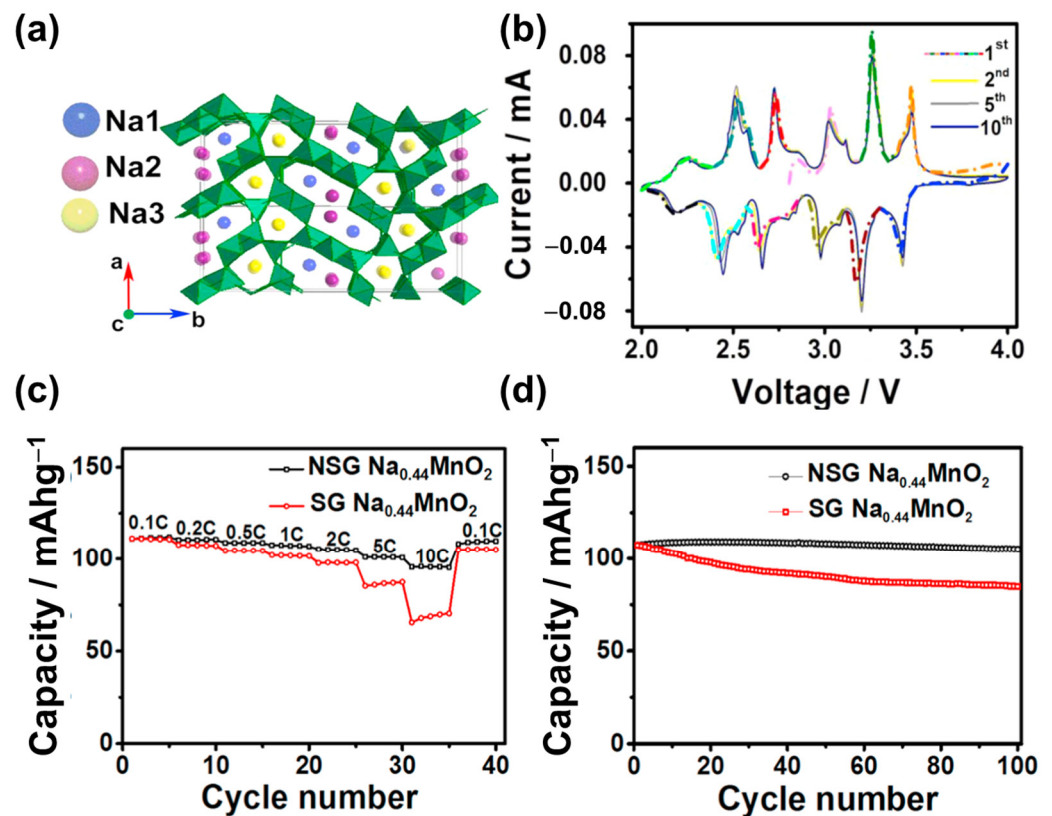 (a)
Na1
Na2
Na3
a
c
b
(b)
Current / mA
0.08
0.04
0.00
−0.04
−0.08
1st
2nd
5th
10th
2.0 2.5 3.0 3.5 4.0
Voltage / V
(c)
Capacity / mAhg−1
150
100
50
0
NSG Na0.44MnO2
SG Na0.44MnO2
0.1C 0.2C 0.5C 1C 2C 5C 10C 0.1C
0 10 20 30 40
Cycle number
(d)
Capacity / mAhg−1
150
100
50
0
NSG Na0.44MnO2
SG Na0.44MnO2
0 20 40 60 80 100
Cycle number